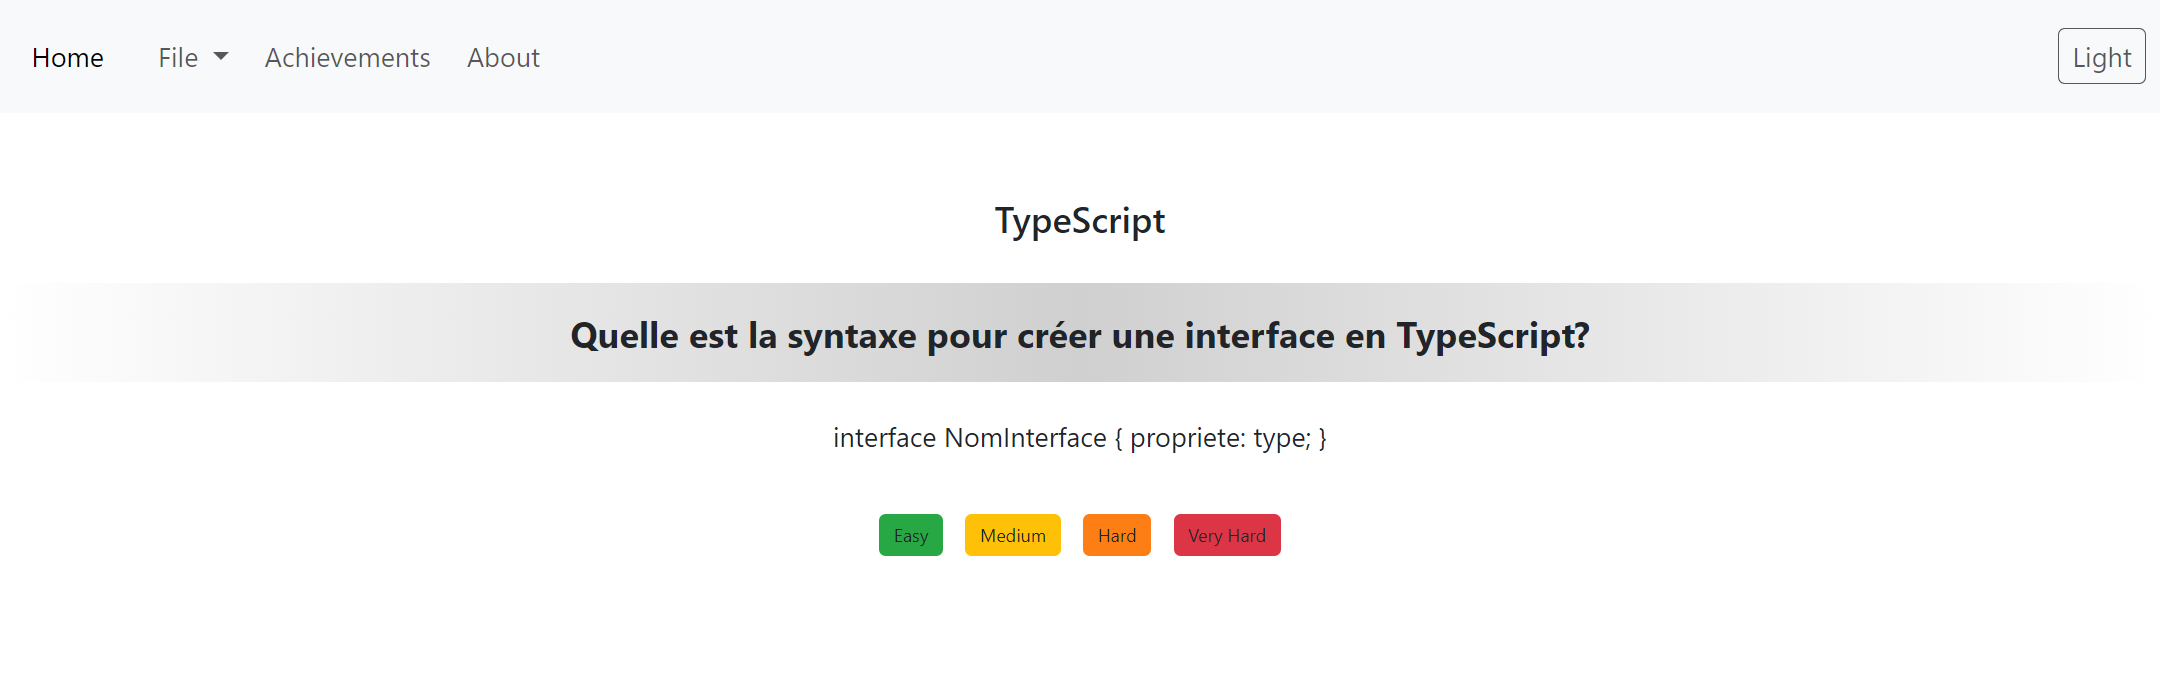 Home File Achievements About Light
TypeScript
Quelle est la syntaxe pour créer une interface en TypeScript?
interface NomInterface { propriete: type; }
Easy Medium Hard Very Hard